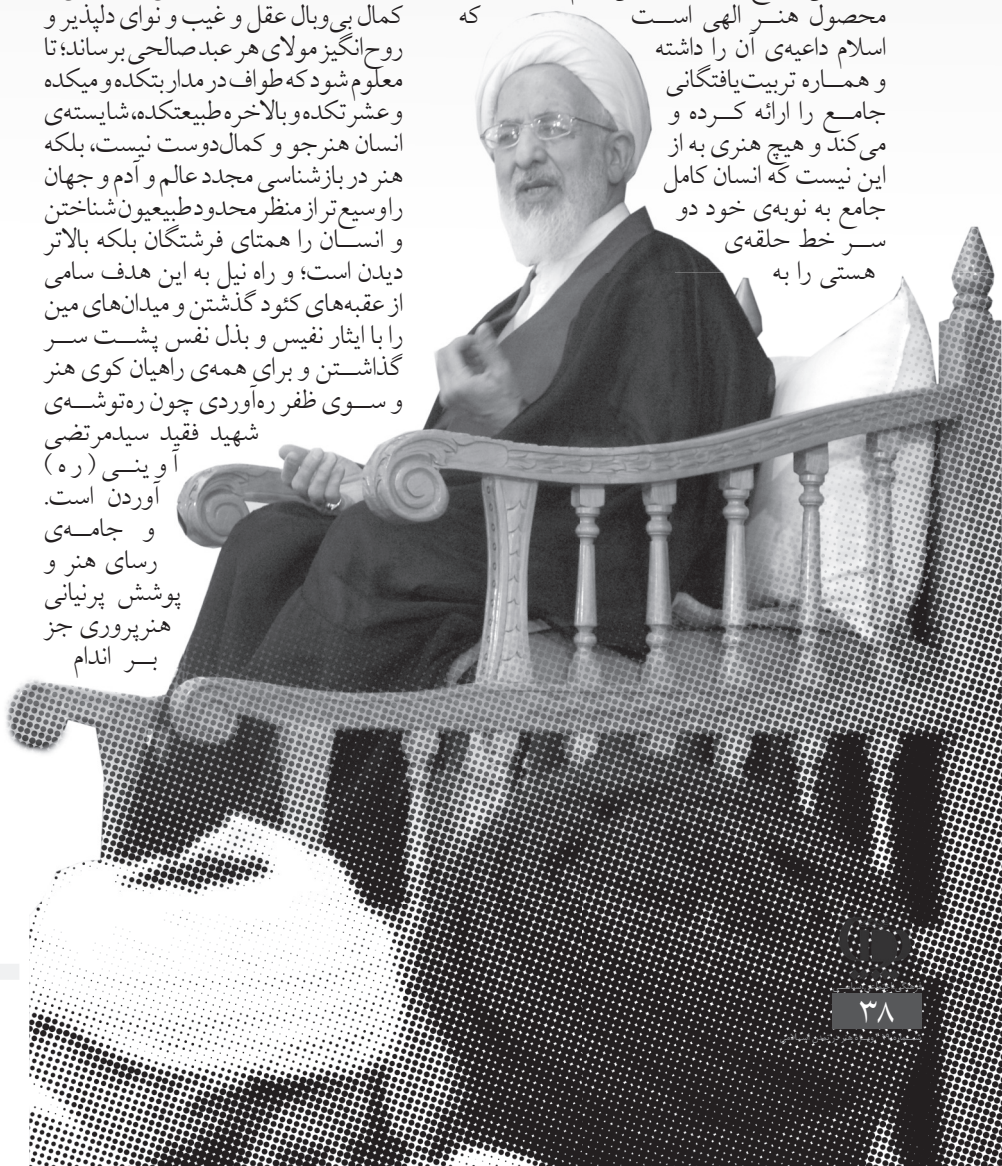 محصول هنر الهی است که
اسلام داعیه‌ی آن را داشته
و هماره تربیت‌یافتگانی
جامع را ارائه کرده و
می‌کند و هیچ هنری به از
این نیست که انسان کامل
جامع به نوبه‌ی خود دو
سر خط حلقه‌ی
هستی را به
کمال بی‌وبال عقل و غیب و نوای دلپذیر و
روح‌انگیز مولای هر عبد صالحی برساند؛ تا
معلوم شود که طواف در مدار بتکده و میکده
و عشرتکده و بالاخره طبیعتکده، شایسته‌ی
انسان هنرجو و کمال‌دوست نیست، بلکه
هنر در بازشناسی مجدد عالم و آدم و جهان
را وسیع‌تر از منظر محدود طبیعیون شناختن
و انسان را همتای فرشتگان بلکه بالاتر
دیدن است؛ و راه نیل به این هدف سامی
از عقبه‌های کئود گذشتن و میدان‌های مین
را با ایثار نفیس و بذل نفس پشت سر
گذاشتن و برای همه‌ی راهیان کوی هنر
و سوی ظفر ره‌آوردی چون ره‌توشه‌ی
شهید فقید سیدمرتضی
آوینی (ره)
آوردن است.
و جامه‌ی
رسای هنر و
پوشش پرنیانی
هنرپروری جز
بر اندام
۳۸